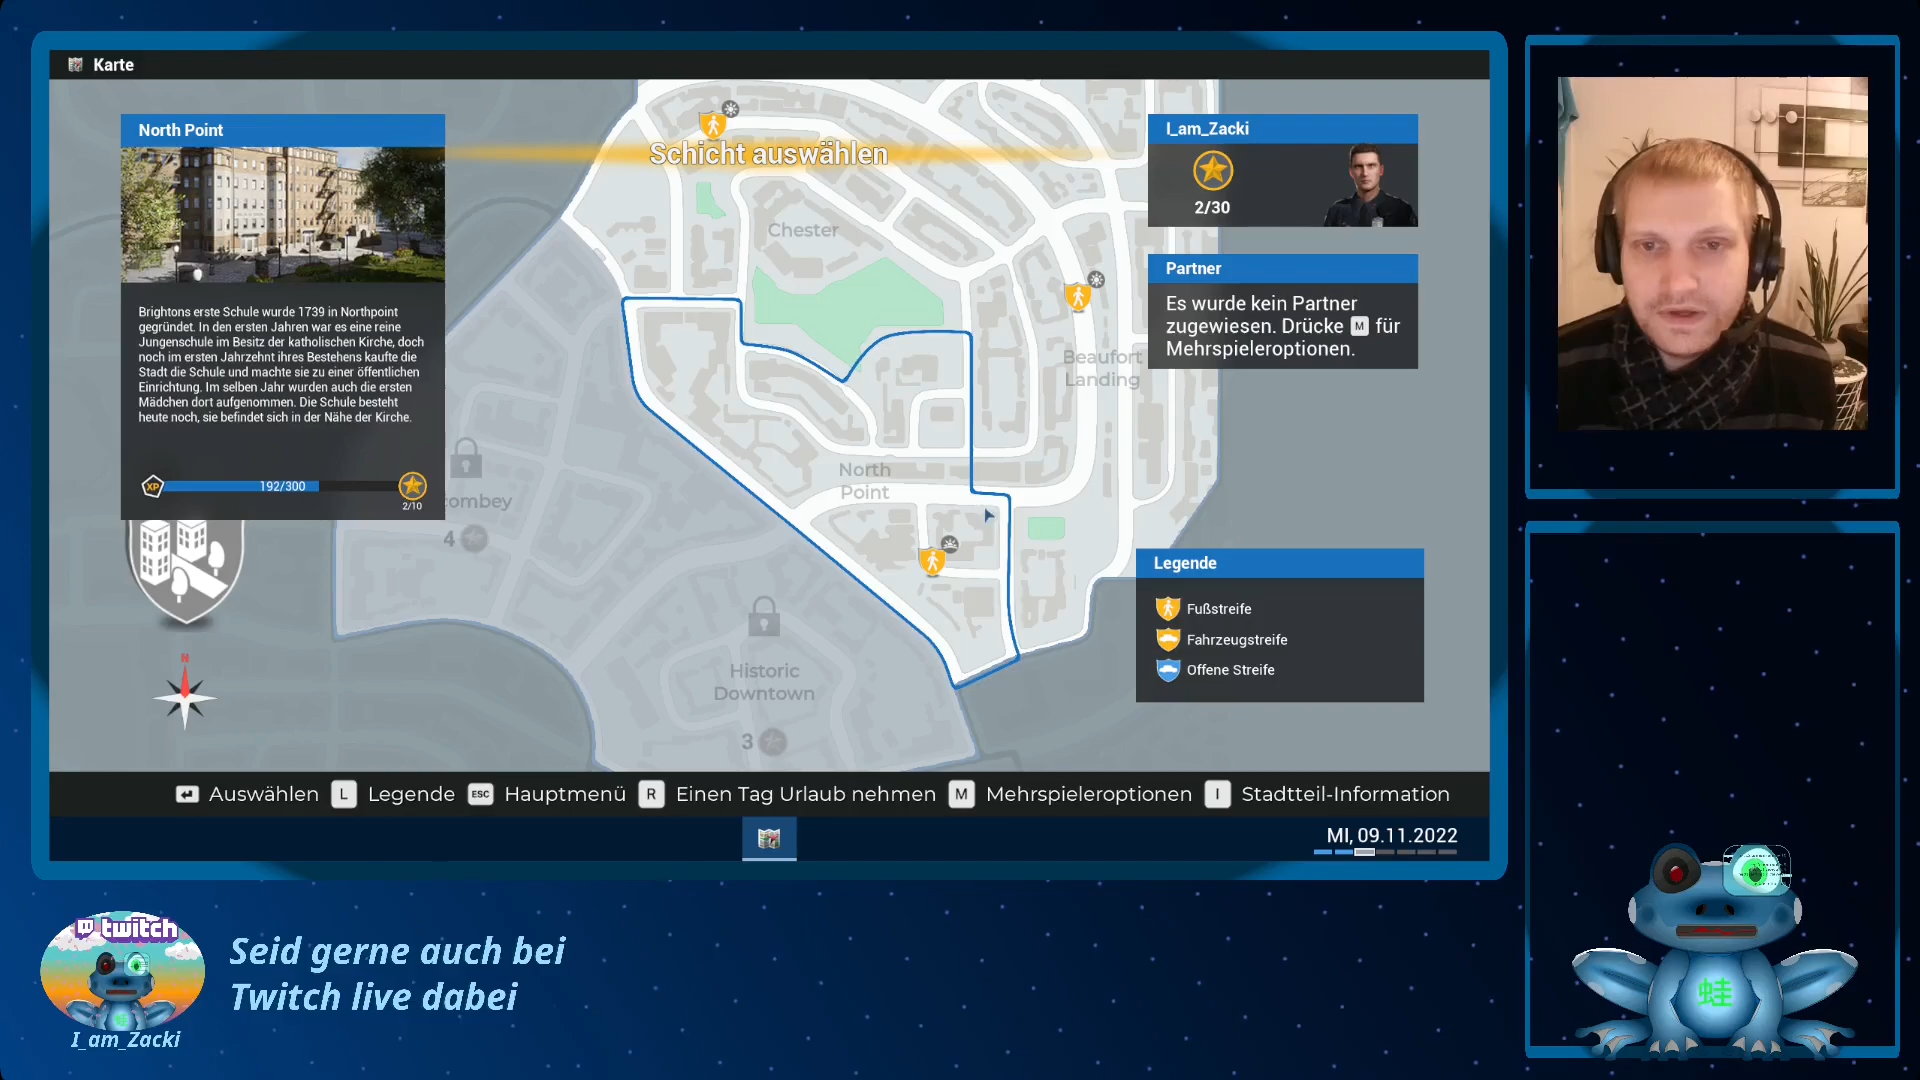 Karte
North Point
Brightons erste Schule wurde 1739 in Northpoint
gegründet. In den ersten Jahren war es eine reine
Jungenschule im Besitz der katholischen Kirche, doch
noch im ersten Jahrzehnt ihres Bestehens kaufte die
Stadt die Schule und machte sie zu einer öffentlichen
Einrichtung. Im selben Jahr wurden auch die ersten
Mädchen dort aufgenommen. Die Schule besteht
heute noch, sie befindet sich in der Nähe der Kirche.
XP
192/300
2/10
Schicht auswählen
Chester
Beaufort
Landing
North
Point
combey
4
Historic
Downtown
3
N
I_am_Zacki
2/30
Partner
Es wurde kein Partner
zugewiesen. Drücke M für
Mehrspieleroptionen.
Legende
Fußstreife
Fahrzeugstreife
Offene Streife
Auswählen L Legende ESC Hauptmenü R Einen Tag Urlaub nehmen M Mehrspieleroptionen I Stadtteil-Information
MI, 09.11.2022
twitch
I_am_Zacki
Seid gerne auch bei
Twitch live dabei
蛙